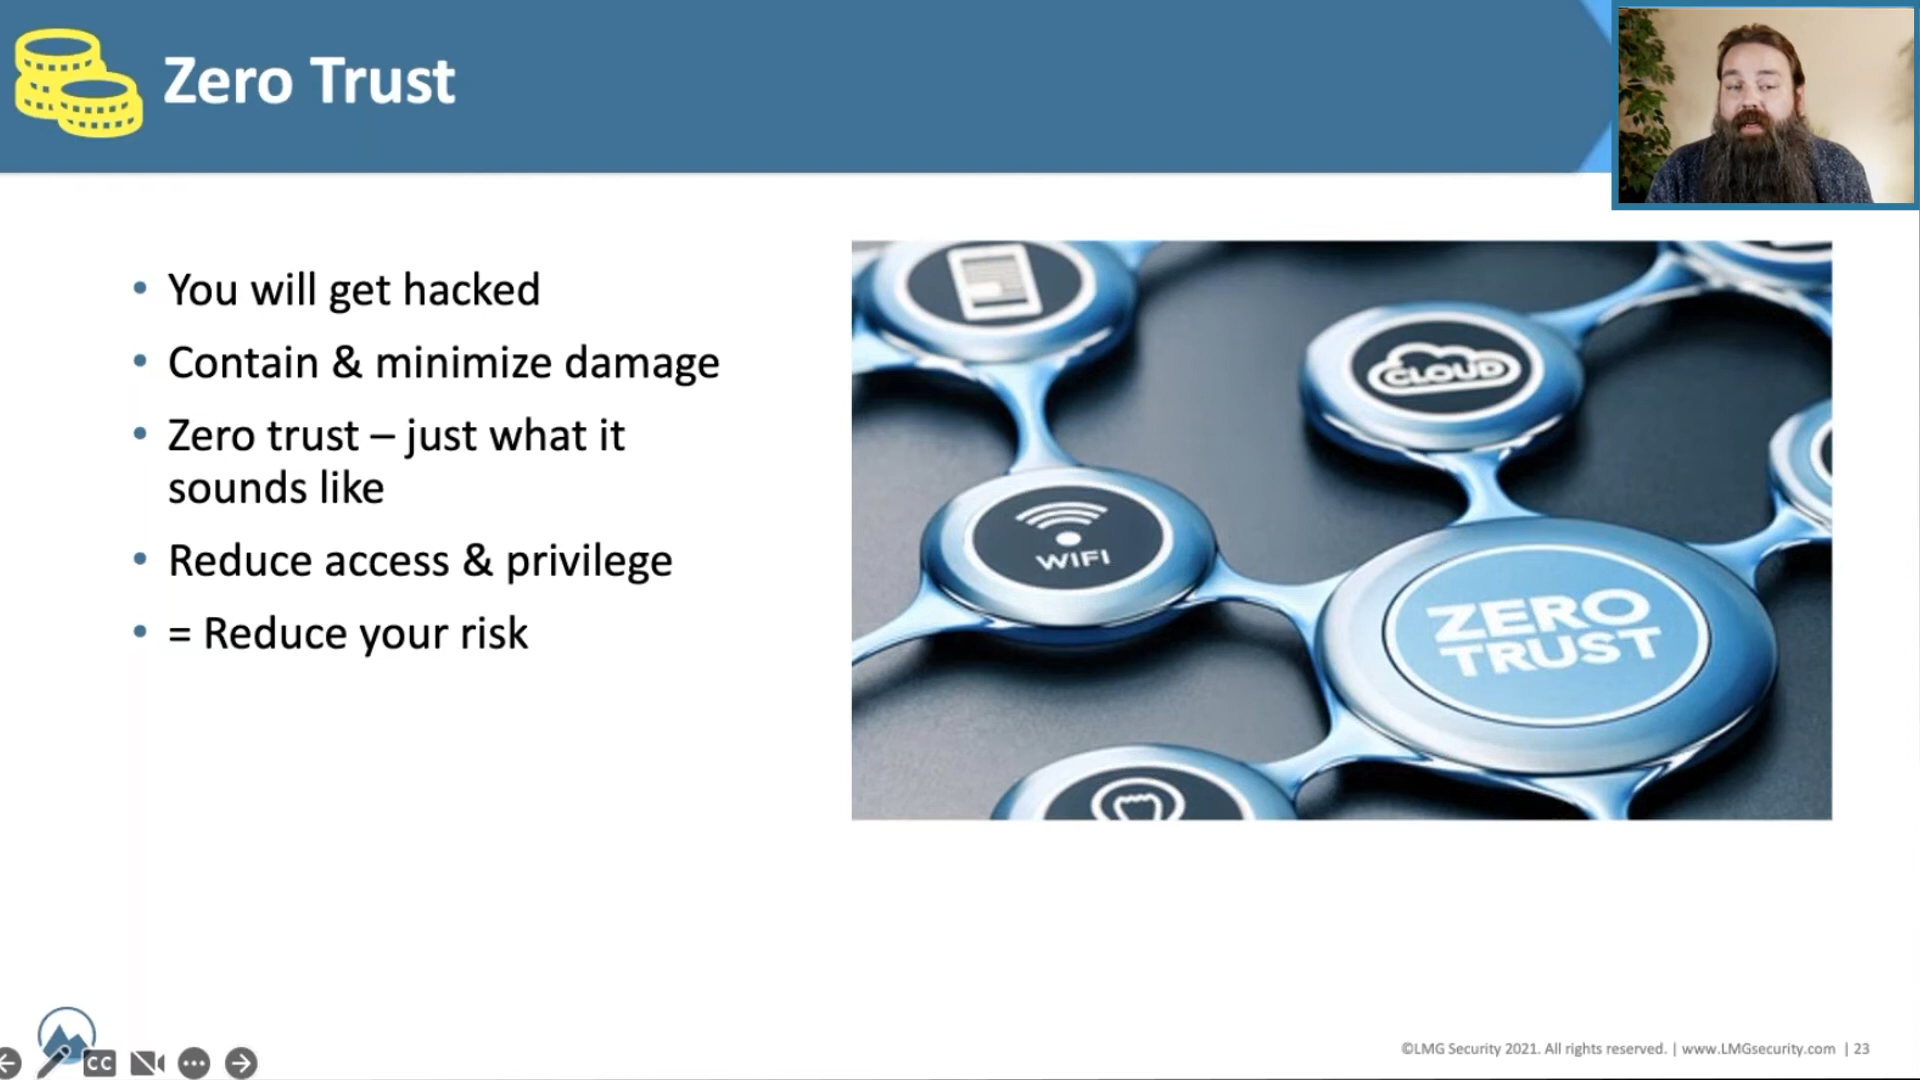 Zero Trust
• You will get hacked
• Contain & minimize damage
• Zero trust – just what it
sounds like
• Reduce access & privilege
• = Reduce your risk
CLOUD
WIFI
ZERO
TRUST
CC
©LMG Security 2021. All rights reserved. | www.LMGsecurity.com | 23